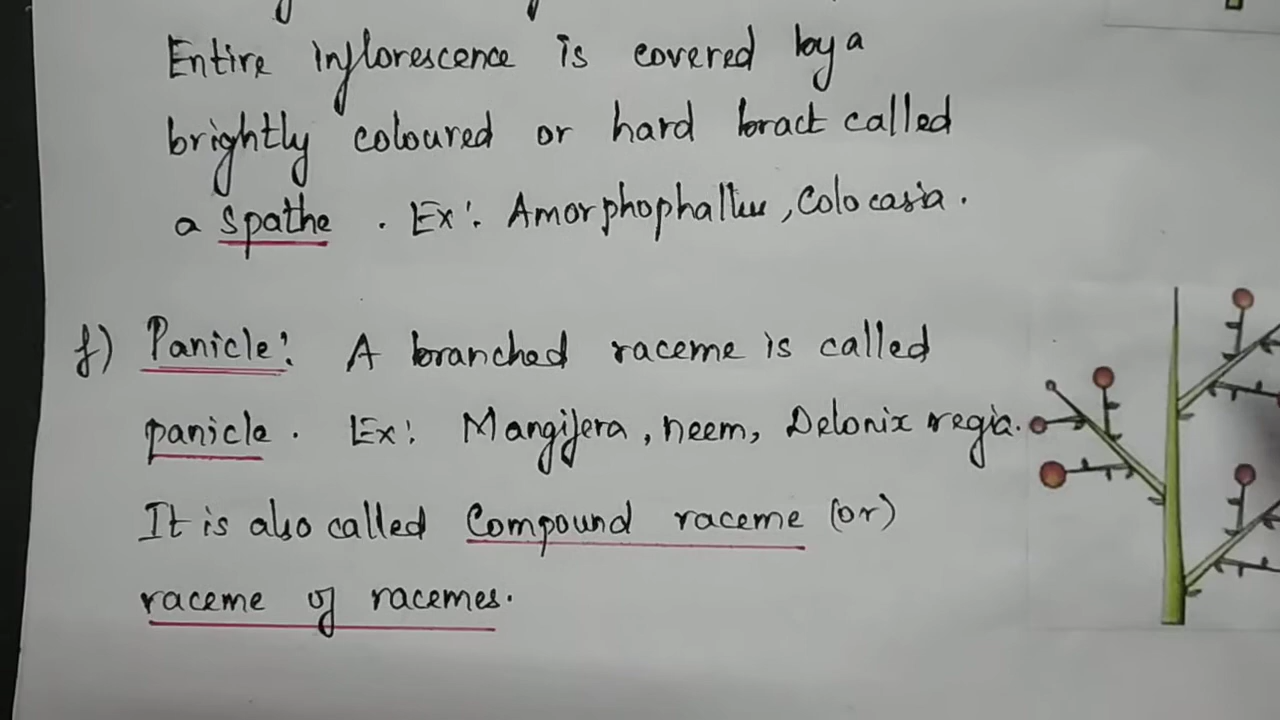 Entire inflorescence is covered by a
brightly coloured or hard bract called
a spathe . Ex: Amorphophallus, Colocasia.
f) Panicle: A branched raceme is called
panicle. Ex: Mangifera, neem, Delonix regia.
It is also called Compound raceme (or)
raceme of racemes.